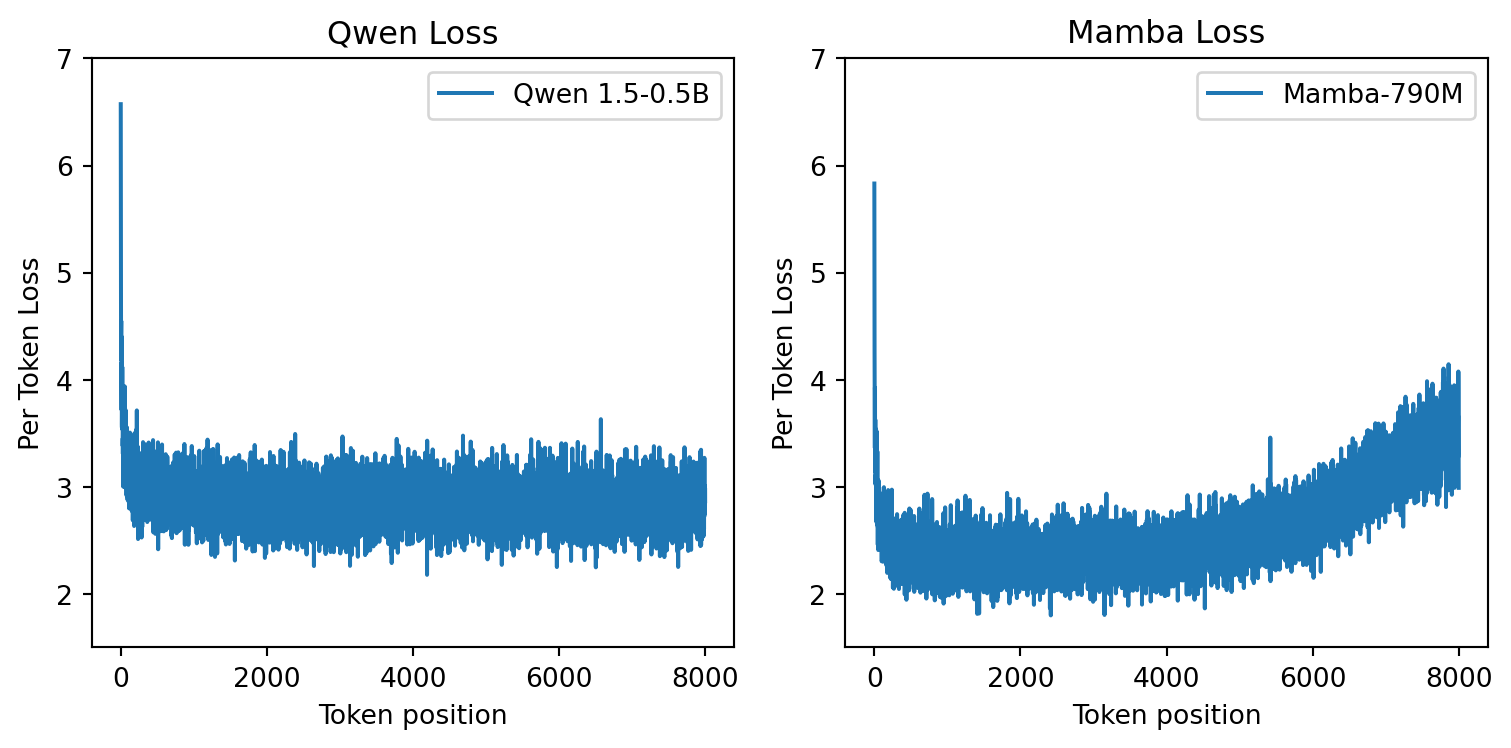 Qwen Loss
Qwen 1.5-0.5B
Per Token Loss
7
6
5
4
3
2
0 2000 4000 6000 8000
Token position
Mamba Loss
Mamba-790M
Per Token Loss
7
6
5
4
3
2
0 2000 4000 6000 8000
Token position